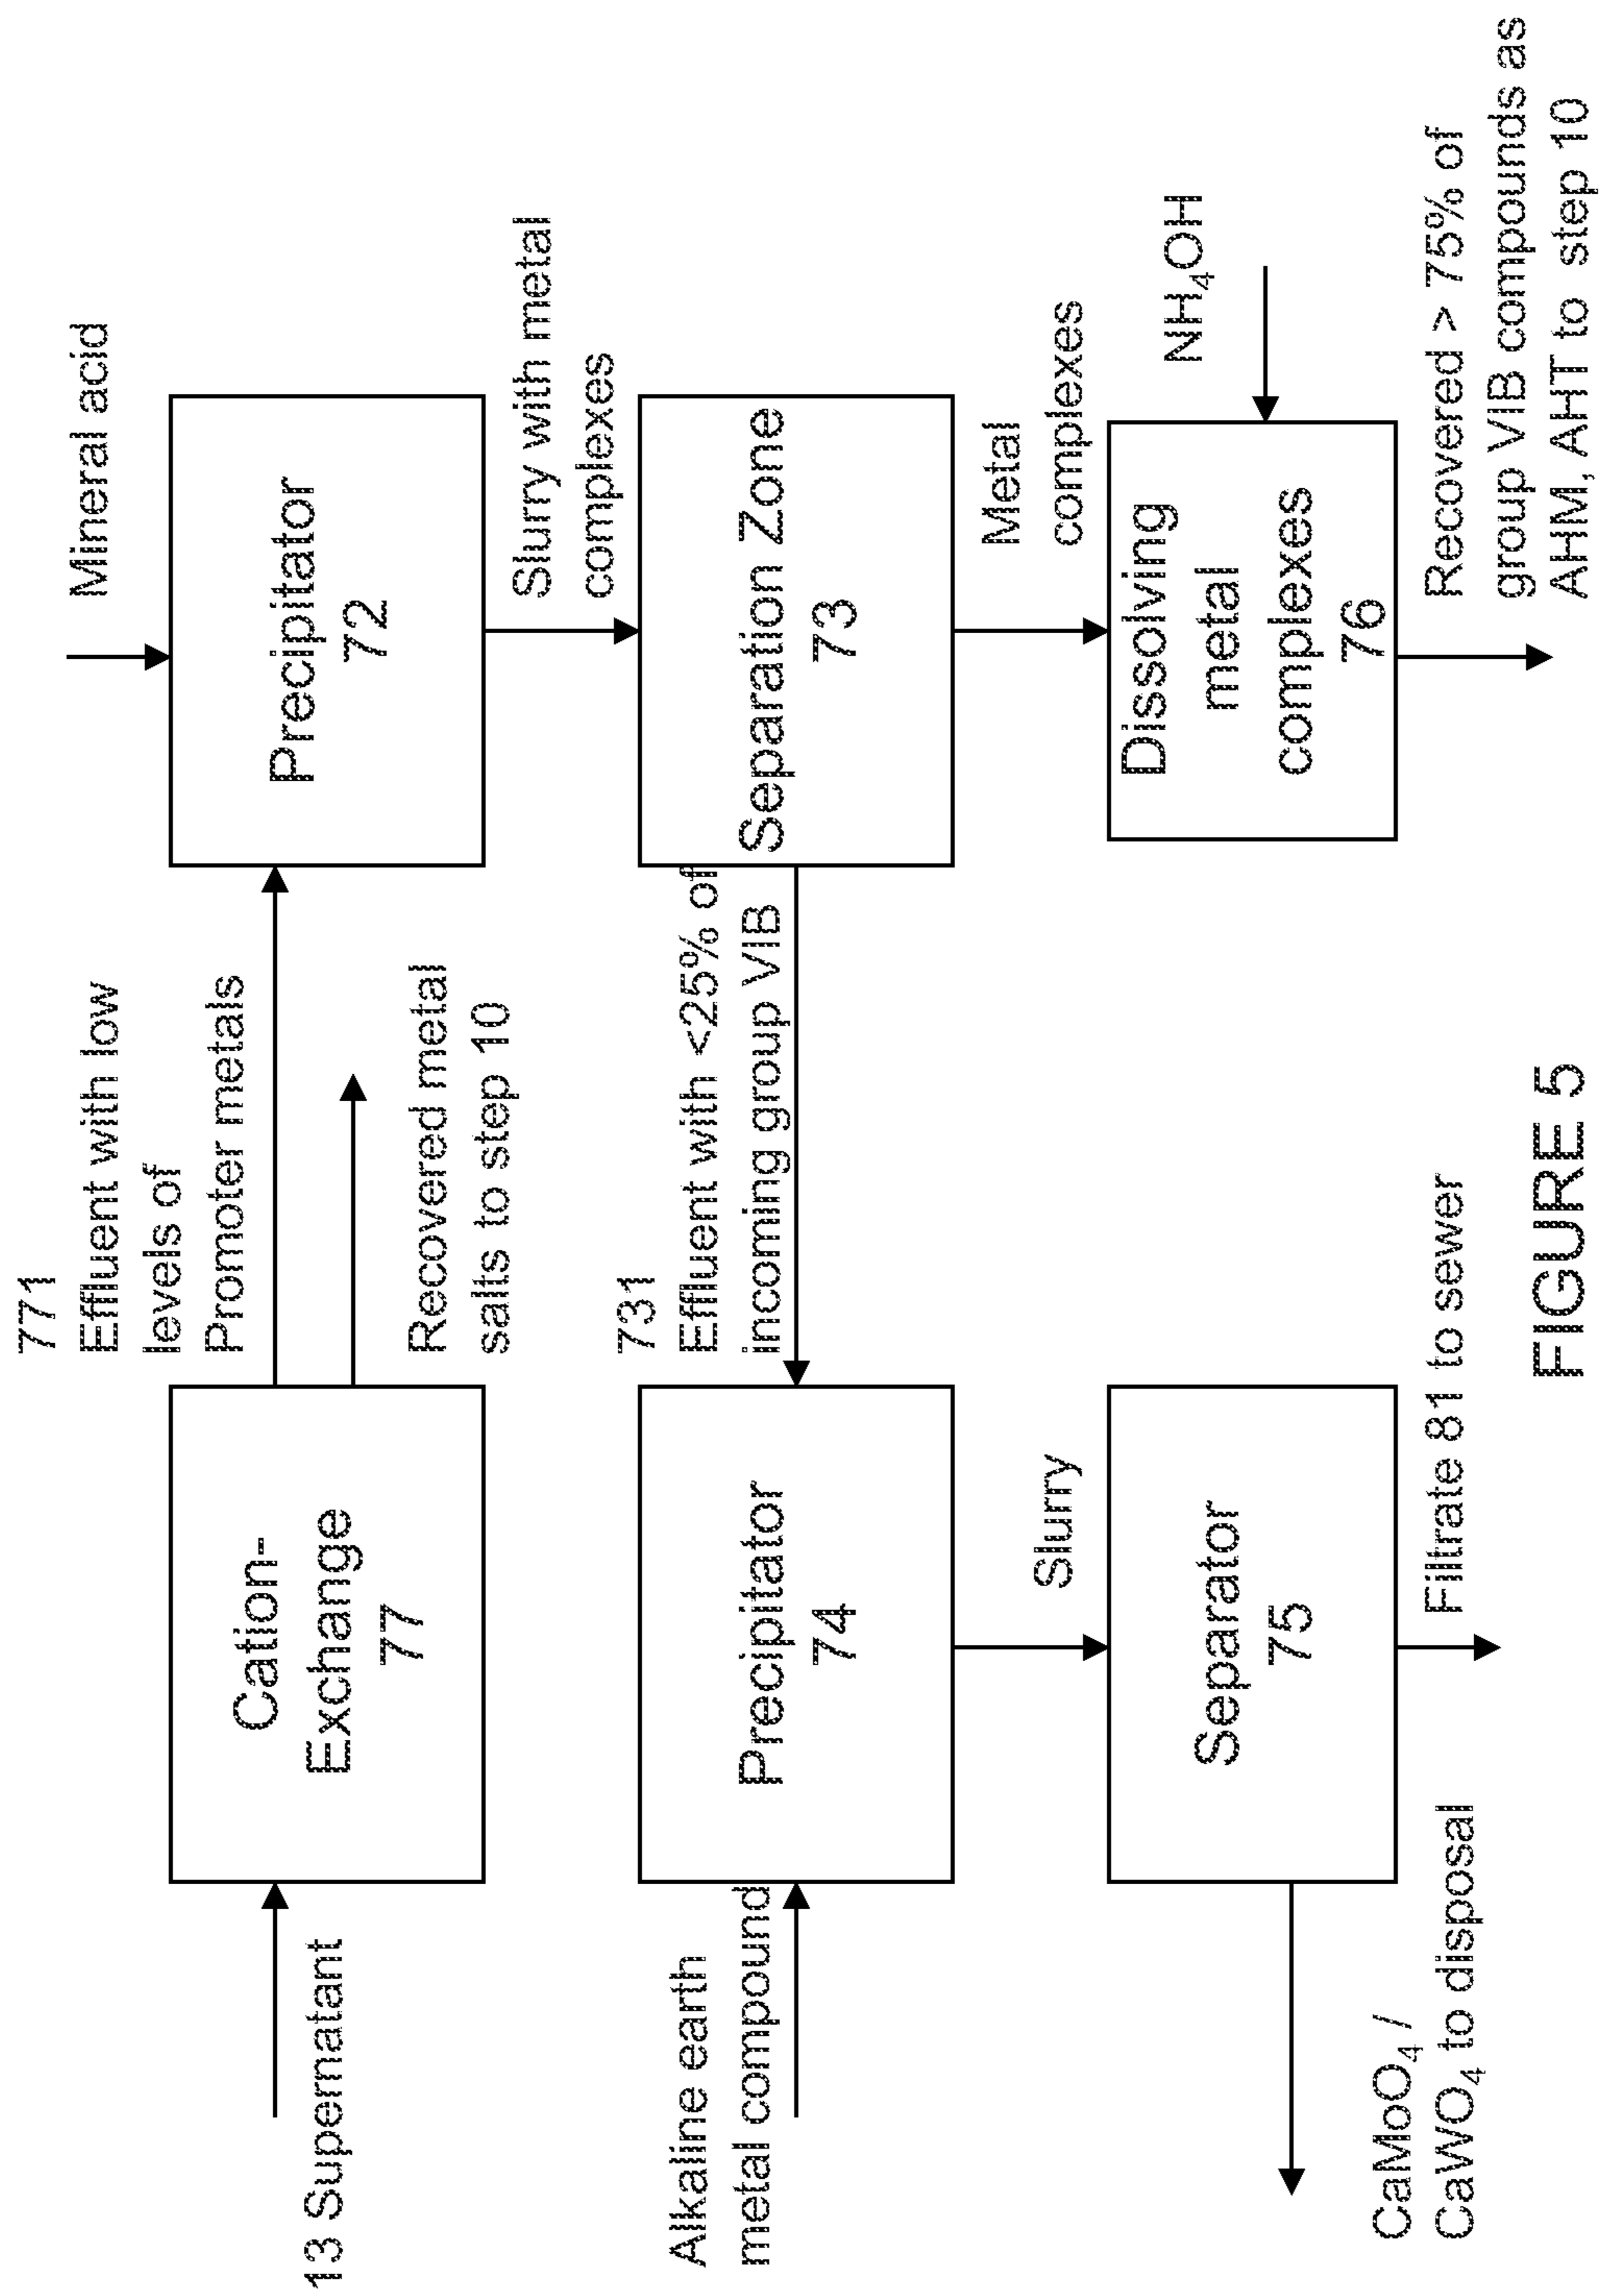 771
Effluent with low
levels of
Promoter metals
Mineral acid
13 Supernatant
Cation-
Exchange
77
Recovered metal
salts to step 10
Precipitator
72
Slurry with metal
complexes
Alkaline earth
metal compound
Precipitator
74
731
Effluent with <25% of
incoming group VIB
Separation Zone
73
Slurry
Metal
complexes
Separator
75
Dissolving
metal
complexes
76
NH₄OH
CaMoO₄ /
CaWO₄ to disposal
Filtrate 81 to sewer
Recovered > 75% of
group VIB compounds as
AHM, AHT to step 10
FIGURE 5